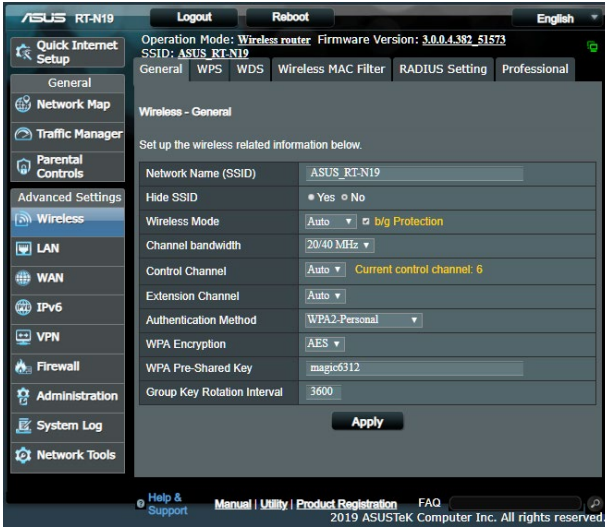 ASUS RT-N19 Logout Reboot English
Quick Internet Setup
Operation Mode: Wireless router Firmware Version: 3.0.0.4.382_51573
SSID: ASUS_RT-N19
General WPS WDS Wireless MAC Filter RADIUS Setting Professional
General
Network Map
Traffic Manager
Parental Controls
Advanced Settings
Wireless
LAN
WAN
IPv6
VPN
Firewall
Administration
System Log
Network Tools
Wireless - General
Set up the wireless related information below.
Network Name (SSID) ASUS_RT-N19
Hide SSID Yes No
Wireless Mode Auto b/g Protection
Channel bandwidth 20/40 MHz
Control Channel Auto Current control channel: 6
Extension Channel Auto
Authentication Method WPA2-Personal
WPA Encryption AES
WPA Pre-Shared Key magic6312
Group Key Rotation Interval 3600
Apply
Help & Support Manual | Utility | Product Registration FAQ
2019 ASUSTeK Computer Inc. All rights reserved